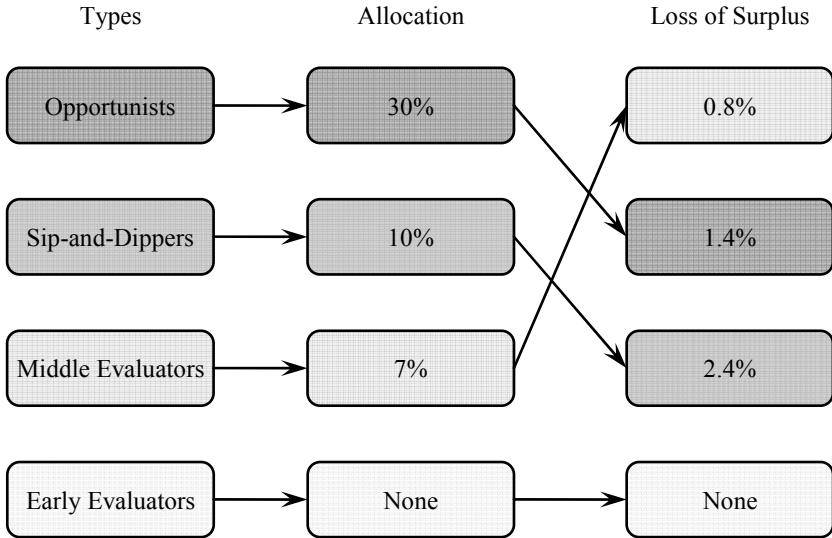 Types
Allocation
Loss of Surplus
Opportunists
30%
0.8%
Sip-and-Dippers
10%
1.4%
Middle Evaluators
7%
2.4%
Early Evaluators
None
None